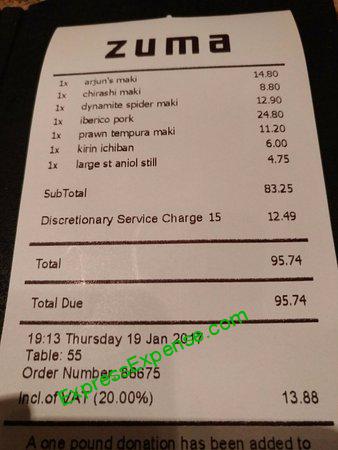 zuma
1x arjun's maki 14.80
1x chirashi maki 8.80
1x dynamite spider maki 12.90
1x iberico pork 24.80
1x prawn tempura maki 11.20
1x kirin ichiban 6.00
1x large st aniol still 4.75
SubTotal 83.25
Discretionary Service Charge 15 12.49
Total 95.74
Total Due 95.74
19:13 Thursday 19 Jan 2017
Table: 55
Order Number: 86675
Incl.of VAT (20.00%) 13.88
A one pound donation has been added to
ExpressExpense.com